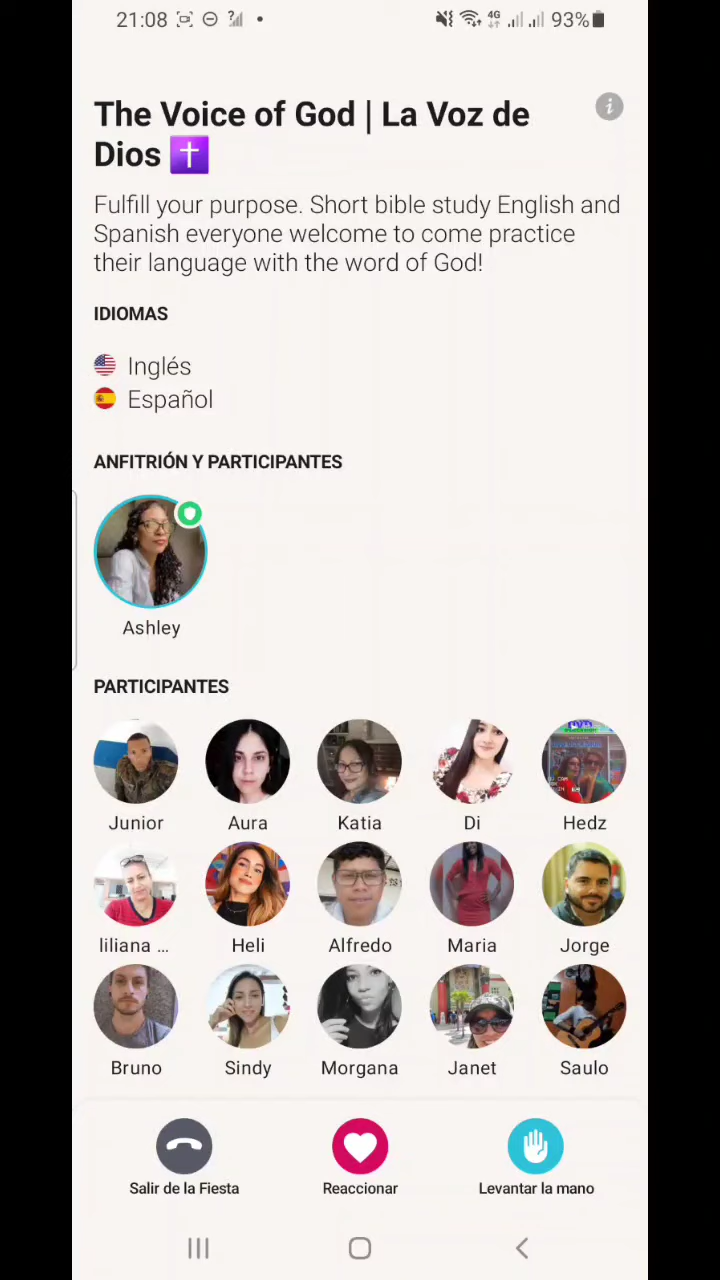 21:08
4G
93%
The Voice of God | La Voz de
Dios ✝️
Fulfill your purpose. Short bible study English and
Spanish everyone welcome to come practice
their language with the word of God!
IDIOMAS
Inglés
Español
ANFITRIÓN Y PARTICIPANTES
Ashley
PARTICIPANTES
Junior Aura Katia Di Hedz
liliana ... Heli Alfredo Maria Jorge
Bruno Sindy Morgana Janet Saulo
Salir de la Fiesta Reaccionar Levantar la mano